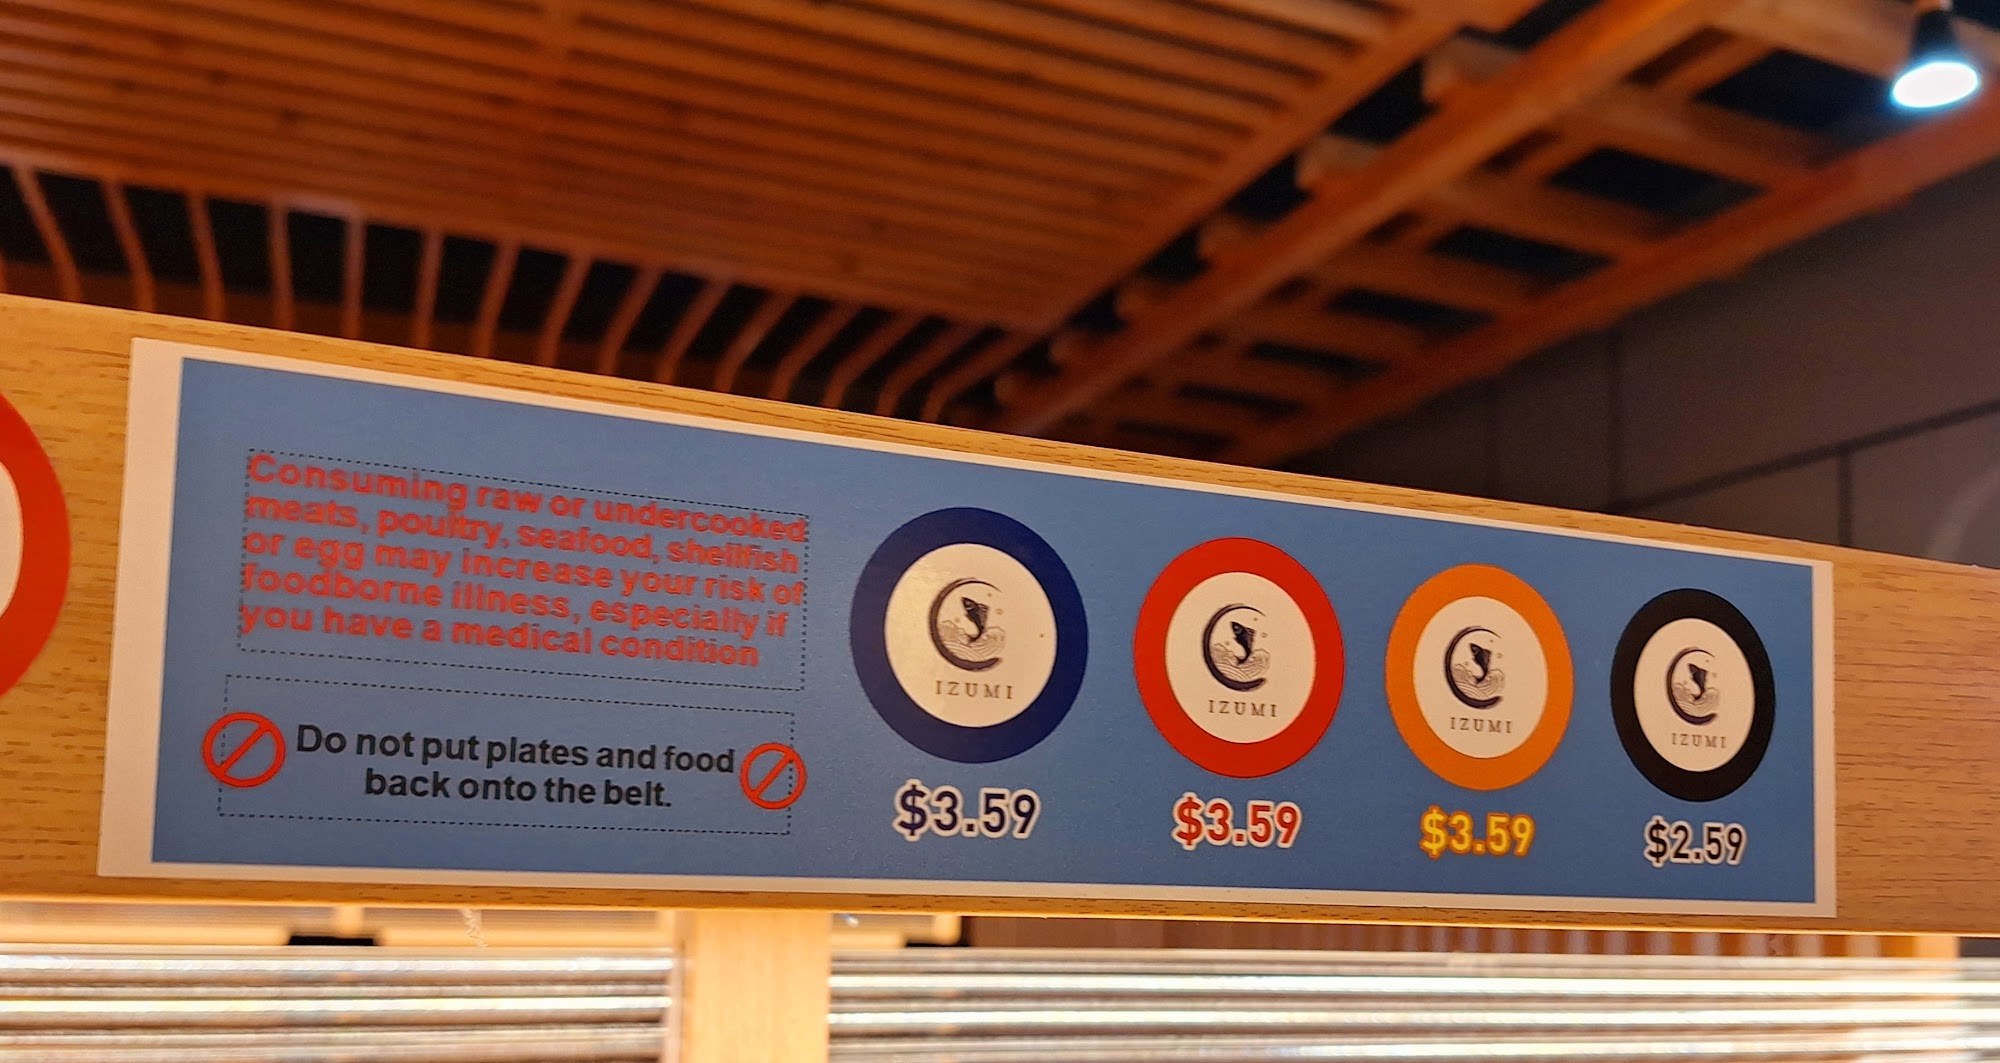 Consuming raw or undercooked
meats, poultry, seafood, shellfish
or egg may increase your risk of
foodborne illness, especially if
you have a medical condition
Do not put plates and food
back onto the belt.
IZUMI
$3.59
IZUMI
$3.59
IZUMI
$3.59
IZUMI
$2.59